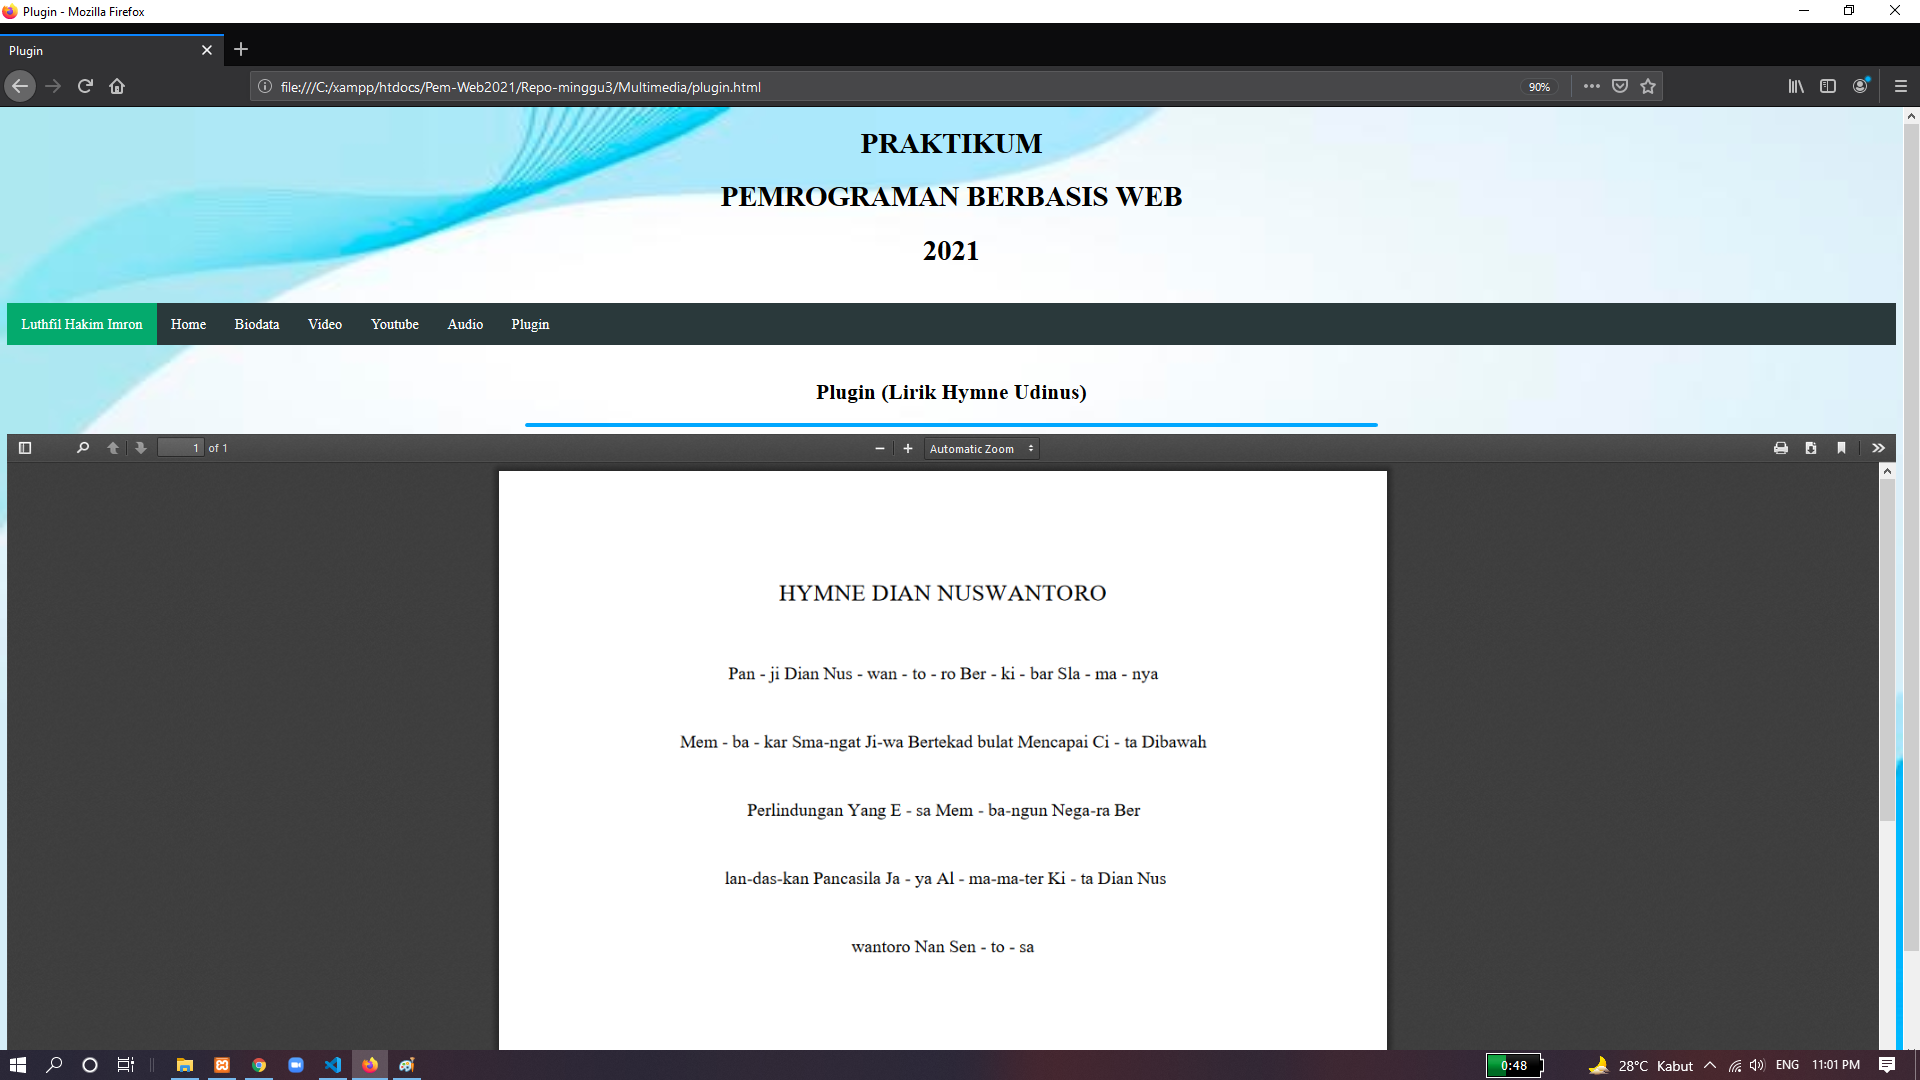 Plugin - Mozilla Firefox
Plugin
file:///C:/xampp/htdocs/Pem-Web2021/Repo-minggu3/Multimedia/plugin.html 90%
PRAKTIKUM
PEMROGRAMAN BERBASIS WEB
2021
Luthfil Hakim Imron Home Biodata Video Youtube Audio Plugin
Plugin (Lirik Hymne Udinus)
1 of 1 Automatic Zoom
HYMNE DIAN NUSWANTORO
Pan - ji Dian Nus - wan - to - ro Ber - ki - bar Sla - ma - nya
Mem - ba - kar Sma-ngat Ji-wa Bertekad bulat Mencapai Ci - ta Dibawah
Perlindungan Yang E - sa Mem - ba-ngun Nega-ra Ber
lan-das-kan Pancasila Ja - ya Al - ma-ma-ter Ki - ta Dian Nus
wantoro Nan Sen - to - sa
0:48 28°C Kabut ENG 11:01 PM